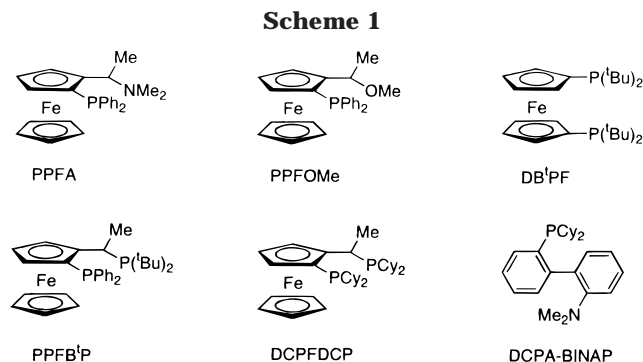 Scheme 1
Me
NMe2
PPh2
Fe
PPFA
Me
OMe
PPh2
Fe
PPFOMe
P(tBu)2
Fe
P(tBu)2
DBtPF
Me
P(tBu)2
PPh2
Fe
PPFBtP
Me
PCy2
PCy2
Fe
DCPFDCP
PCy2
Me2N
DCPA-BINAP